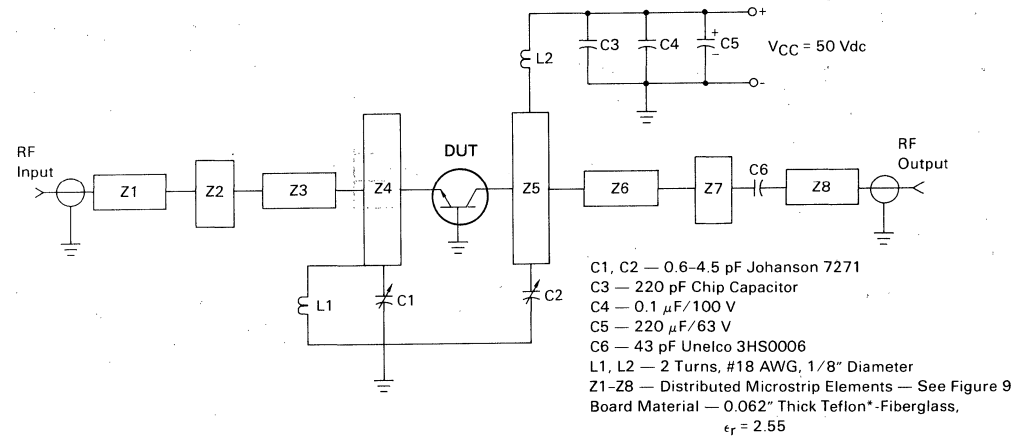 C3
C4
+
C5
−
+
-
VCC = 50 Vdc
L2
RF
Input
Z1
Z2
Z3
Z4
DUT
Z5
Z6
Z7
C6
Z8
RF
Output
L1
C1
C2
C1, C2 — 0.6–4.5 pF Johanson 7271
C3 — 220 pF Chip Capacitor
C4 — 0.1 μF/100 V
C5 — 220 μF/63 V
C6 — 43 pF Unelco 3HS0006
L1, L2 — 2 Turns, #18 AWG, 1/8" Diameter
Z1–Z8 — Distributed Microstrip Elements — See Figure 9
Board Material — 0.062" Thick Teflon*-Fiberglass,
εr = 2.55